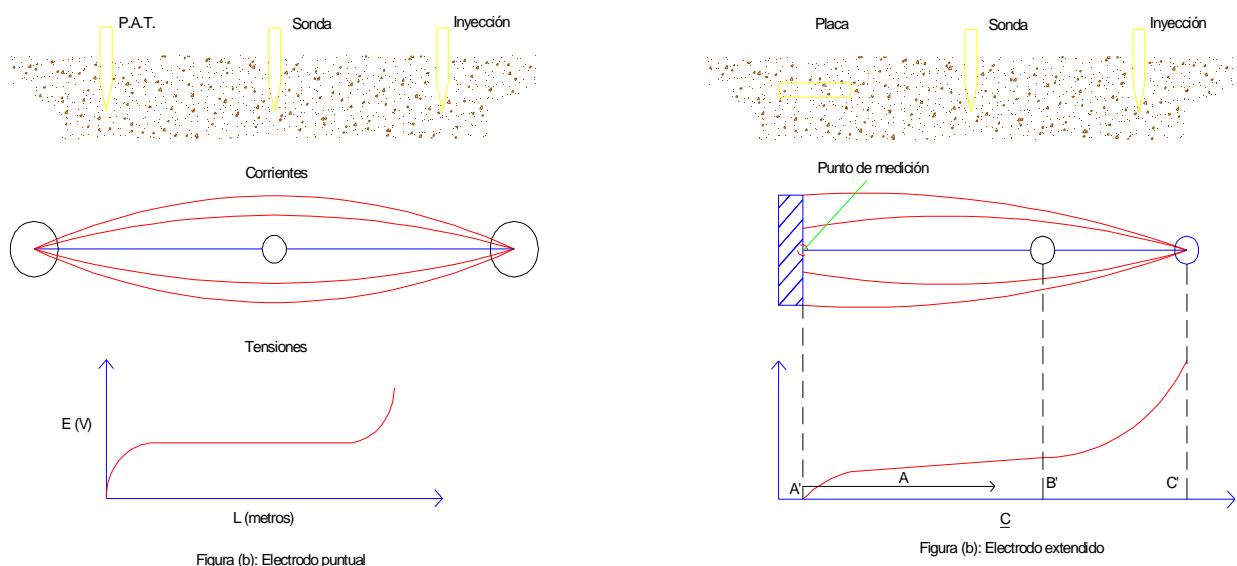 P.A.T.
Sonda
Inyección
Corrientes
Tensiones
E (V)
L (metros)
Figura (b): Electrodo puntual
Placa
Sonda
Inyección
Punto de medición
A'
A
B'
C'
C
Figura (b): Electrodo extendido